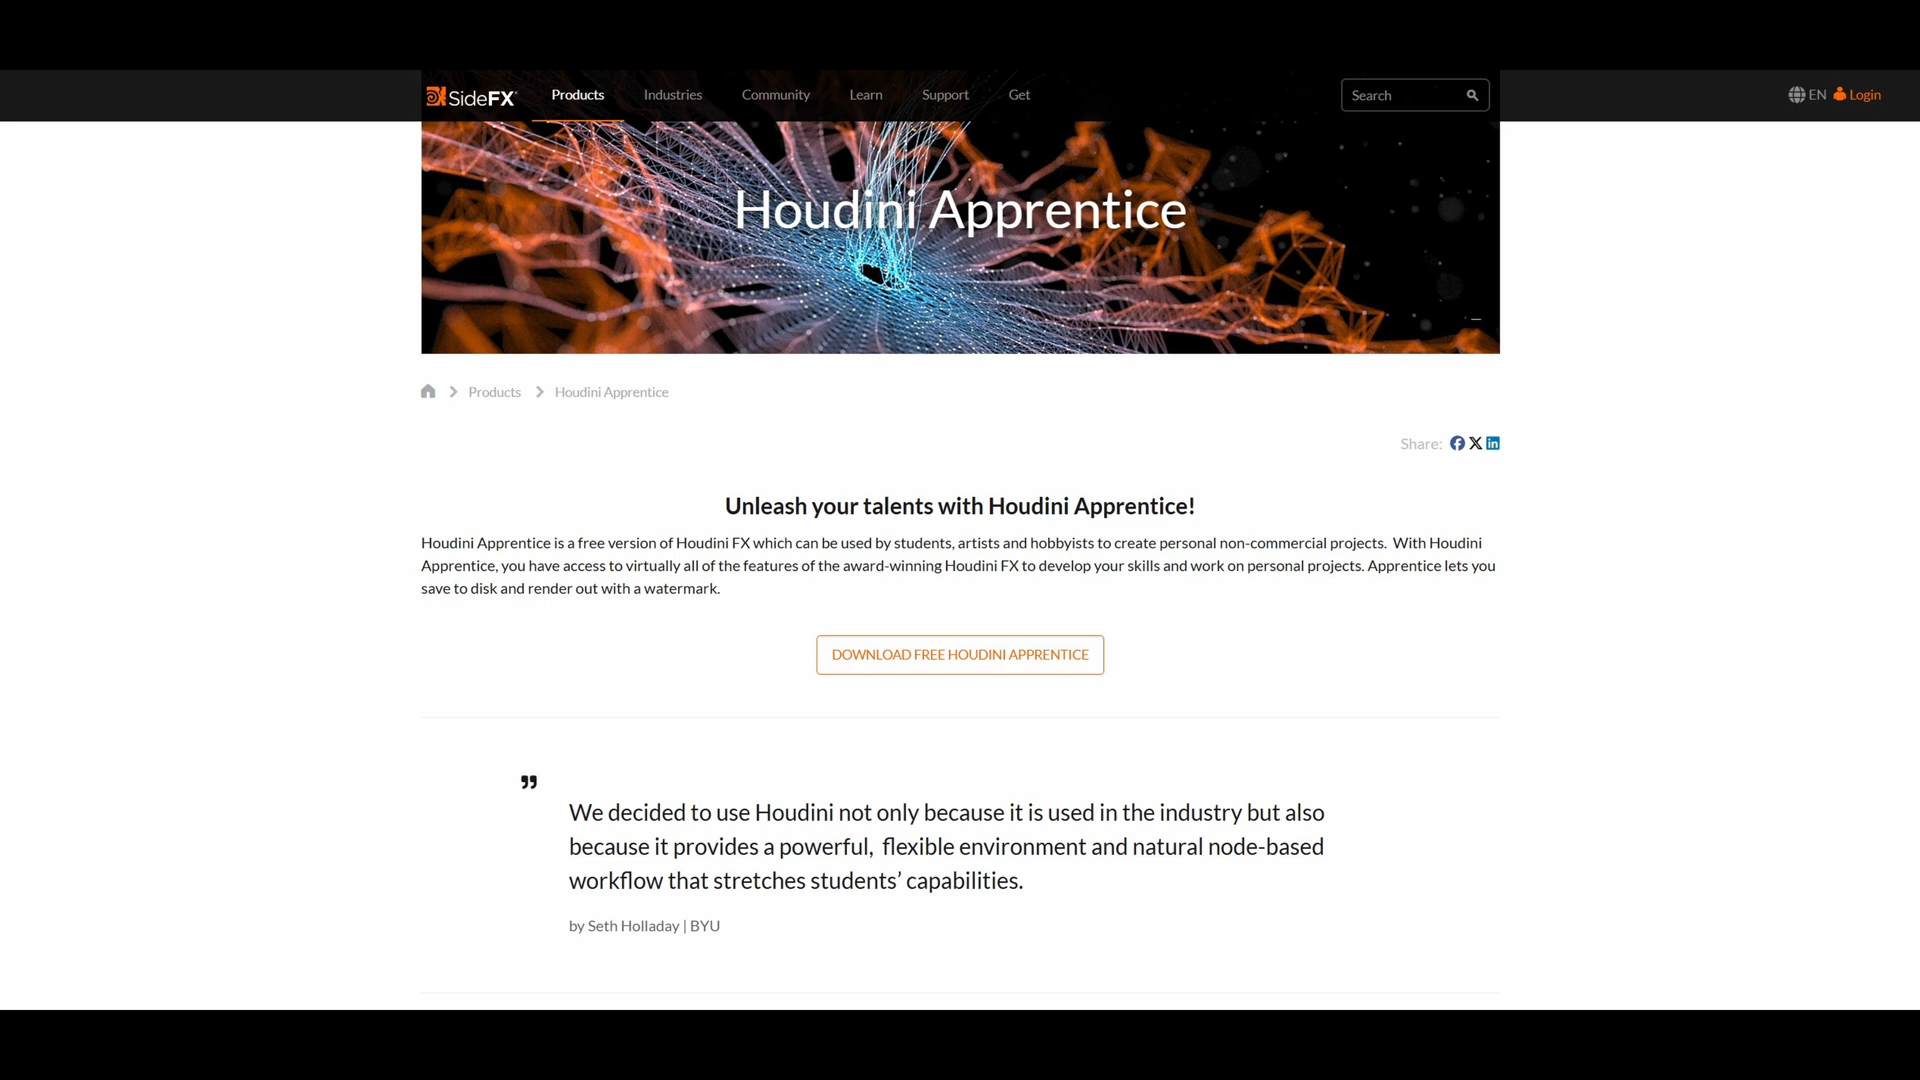 SideFX Products Industries Community Learn Support Get Search EN Login
Houdini Apprentice
Products Houdini Apprentice
Share:
Unleash your talents with Houdini Apprentice!
Houdini Apprentice is a free version of Houdini FX which can be used by students, artists and hobbyists to create personal non-commercial projects. With Houdini
Apprentice, you have access to virtually all of the features of the award-winning Houdini FX to develop your skills and work on personal projects. Apprentice lets you
save to disk and render out with a watermark.
DOWNLOAD FREE HOUDINI APPRENTICE
”
We decided to use Houdini not only because it is used in the industry but also
because it provides a powerful, flexible environment and natural node-based
workflow that stretches students’ capabilities.
by Seth Holladay | BYU